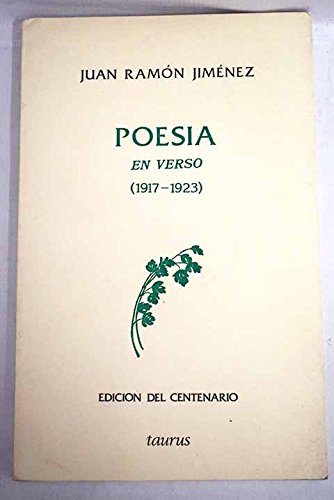 JUAN RAMÓN JIMÉNEZ
POESIA
EN VERSO
(1917-1923)
EDICION DEL CENTENARIO
taurus